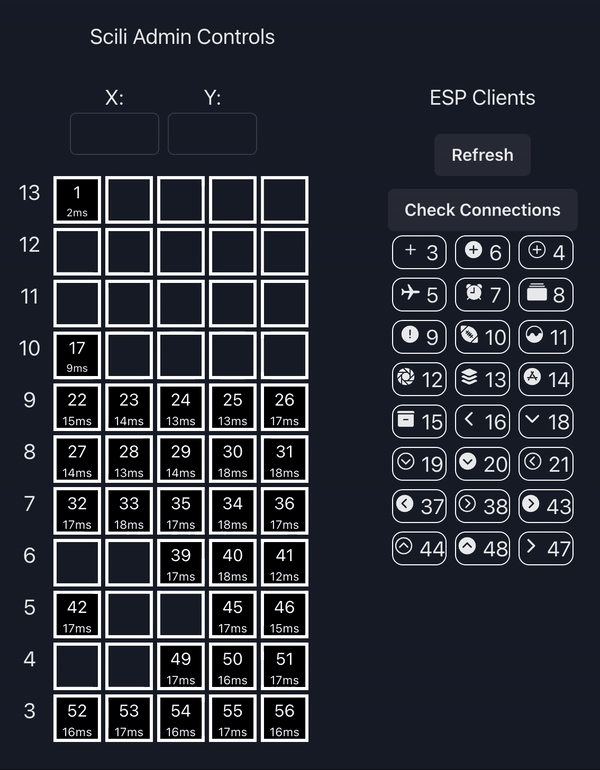 Scili Admin Controls
X: Y:
13 1
2ms
12
11
10 17
9ms
9 22 23 24 25 26
15ms 14ms 13ms 13ms 17ms
8 27 28 29 30 31
14ms 13ms 14ms 18ms 18ms
7 32 33 35 34 36
17ms 18ms 17ms 18ms 17ms
6 39 40 41
17ms 18ms 12ms
5 42 45 46
17ms 17ms 15ms
4 49 50 51
17ms 16ms 17ms
3 52 53 54 55 56
16ms 17ms 16ms 17ms 16ms
ESP Clients
Refresh
Check Connections
3 6 4
5 7 8
9 10 11
12 13 14
15 16 18
19 20 21
37 38 43
44 48 47